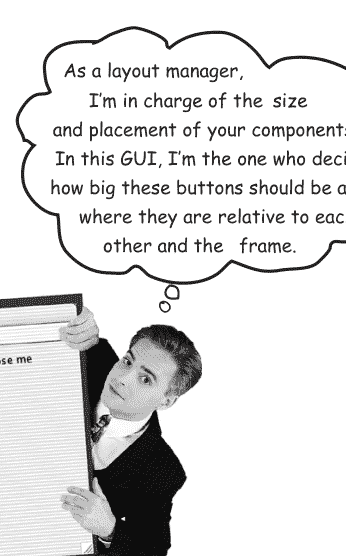 As a layout manager,
I'm in charge of the size
and placement of your components
In this GUI, I'm the one who deci
how big these buttons should be a
where they are relative to eac
other and the frame.
ose me